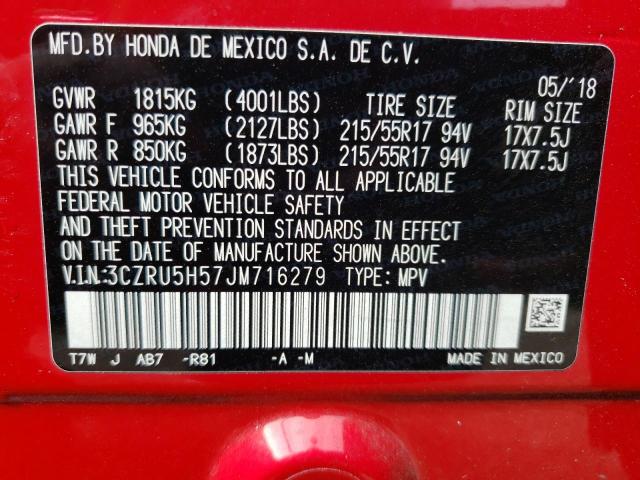 MFD. BY HONDA DE MEXICO S.A. DE C.V.
05/'18
GVWR 1815KG (4001LBS) TIRE SIZE RIM SIZE
GAWR F 965KG (2127LBS) 215/55R17 94V 17X7.5J
GAWR R 850KG (1873LBS) 215/55R17 94V 17X7.5J
THIS VEHICLE CONFORMS TO ALL APPLICABLE
FEDERAL MOTOR VEHICLE SAFETY
AND THEFT PREVENTION STANDARDS IN EFFECT
ON THE DATE OF MANUFACTURE SHOWN ABOVE.
V.I.N:3CZRU5H57JM716279 TYPE: MPV
T7W J AB7 -R81 -A -M MADE IN MEXICO